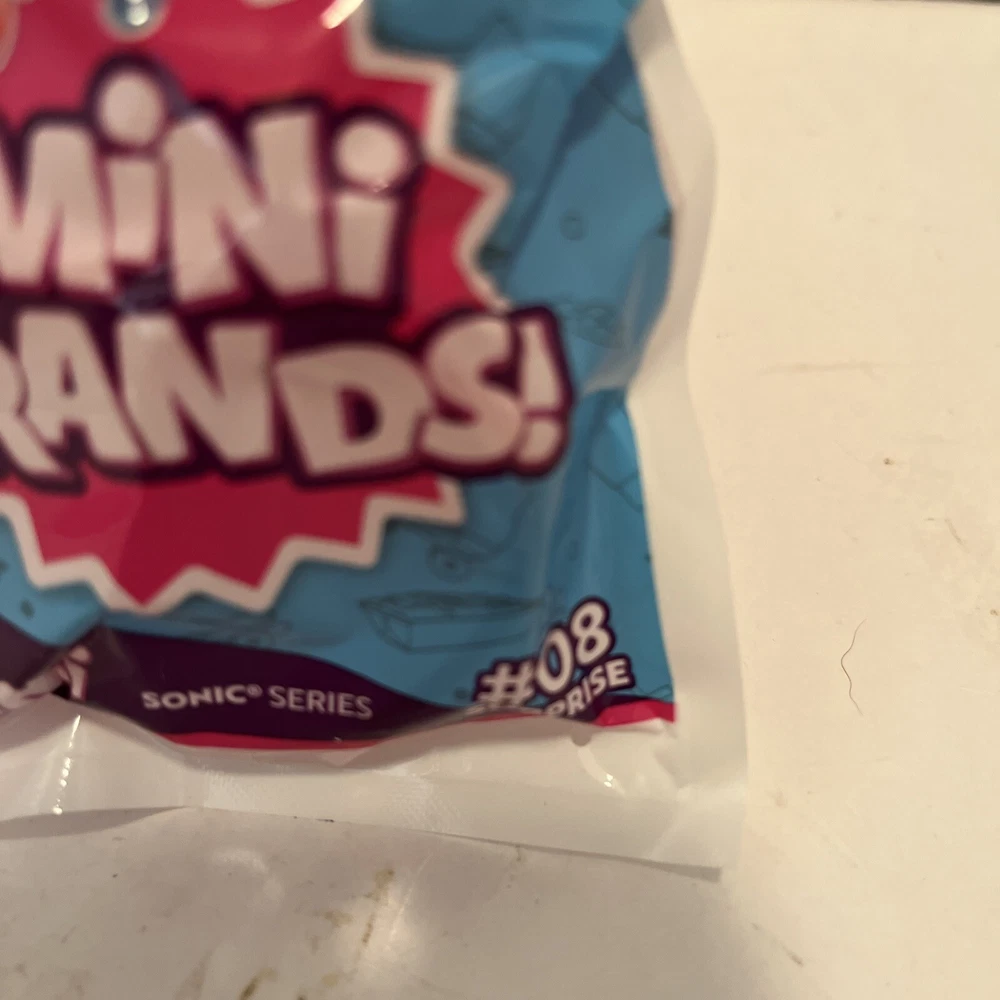 MiNi
RANDS!
#08
PRISE
SONIC® SERIES